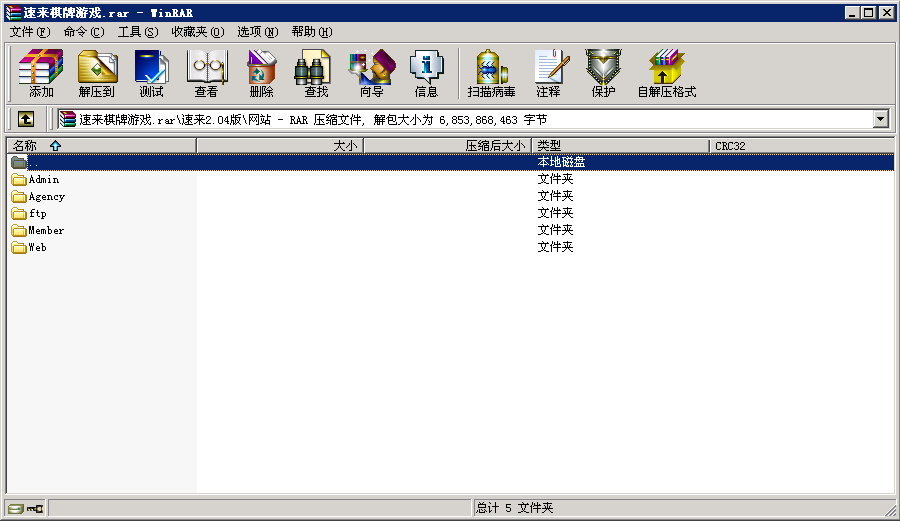 速来棋牌游戏.rar - WinRAR
文件(F) 命令(C) 工具(S) 收藏夹(O) 选项(N) 帮助(H)
添加 解压到 测试 查看 删除 查找 向导 信息 扫描病毒 注释 保护 自解压格式
速来棋牌游戏.rar\速来2.04版\网站 - RAR 压缩文件, 解包大小为 6,853,868,463 字节
名称 大小 压缩后大小 类型 CRC32
.. 本地磁盘
Admin 文件夹
Agency 文件夹
ftp 文件夹
Member 文件夹
Web 文件夹
总计 5 文件夹